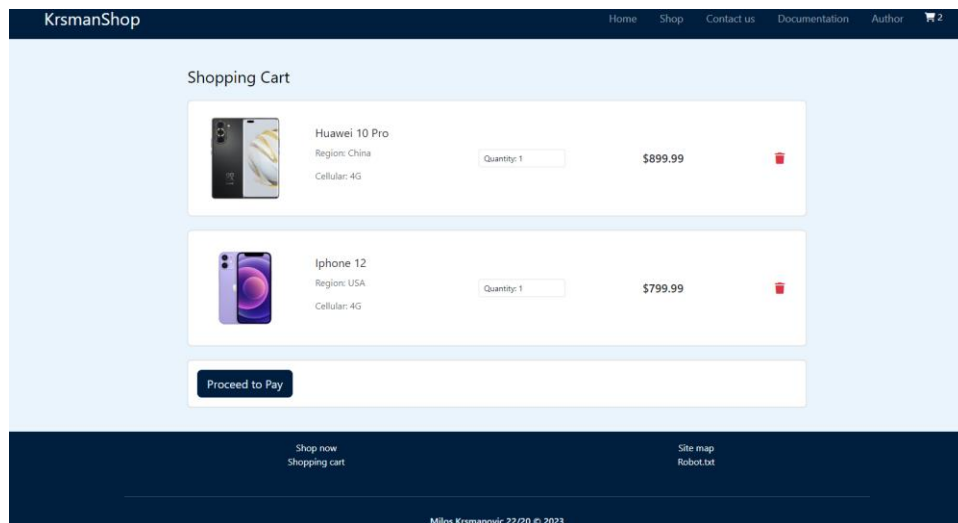 KrsmanShop
Home Shop Contact us Documentation Author 2
Shopping Cart
Huawei 10 Pro
Region: China
Cellular: 4G
Quantity: 1
$899.99
Iphone 12
Region: USA
Cellular: 4G
Quantity: 1
$799.99
Proceed to Pay
Shop now
Shopping cart
Site map
Robot.txt
Milos Krsmanovic 22/20 © 2023